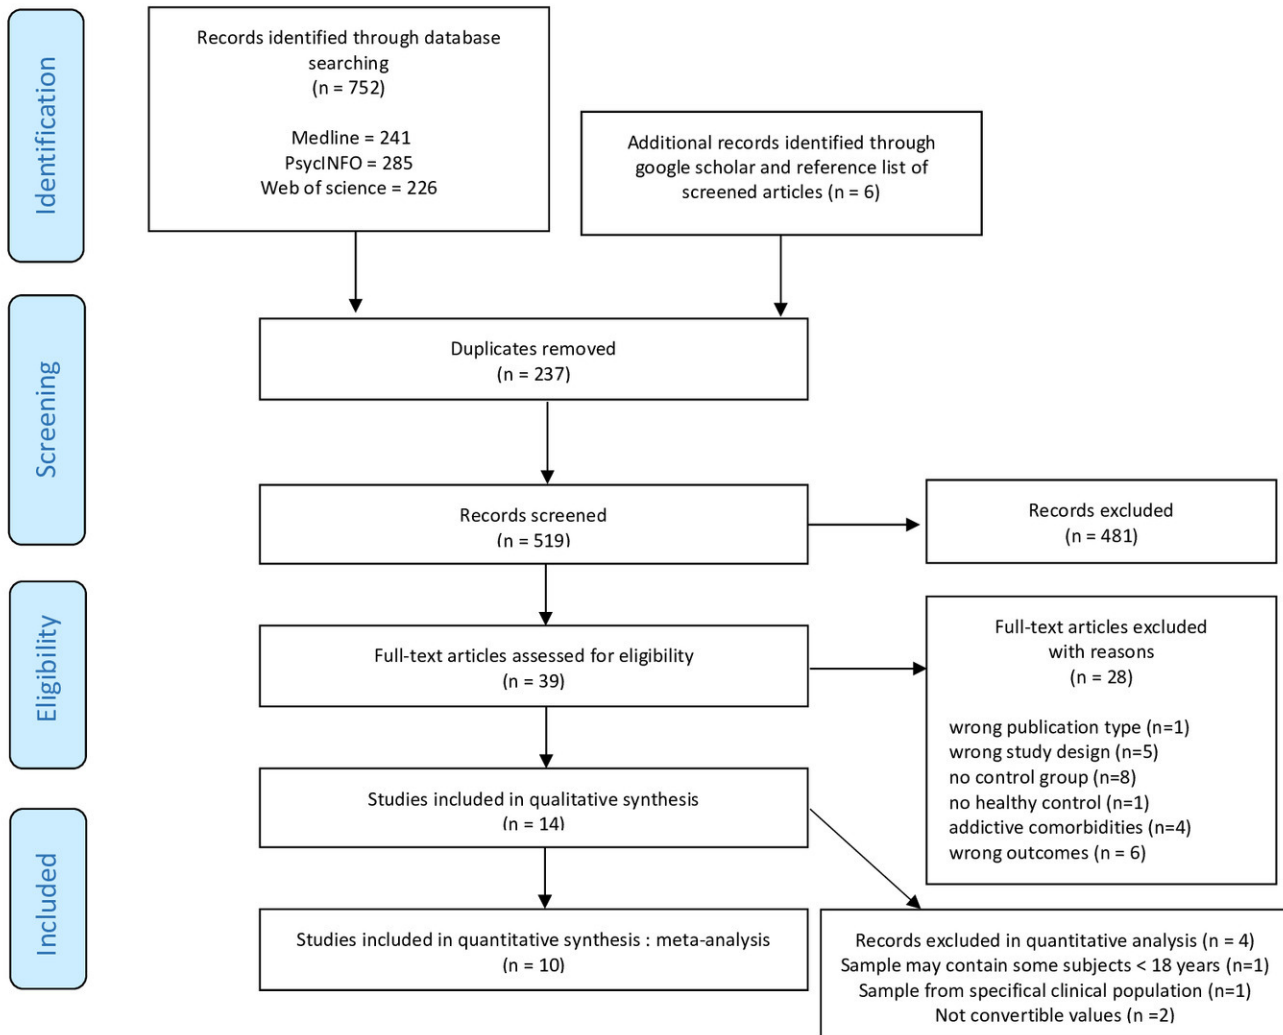 Identification
Records identified through database
searching
(n = 752)
Medline = 241
PsycINFO = 285
Web of science = 226
Additional records identified through
google scholar and reference list of
screened articles (n = 6)
Screening
Duplicates removed
(n = 237)
Records screened
(n = 519)
Records excluded
(n = 481)
Eligibility
Full-text articles assessed for eligibility
(n = 39)
Full-text articles excluded
with reasons
(n = 28)
wrong publication type (n=1)
wrong study design (n=5)
no control group (n=8)
no healthy control (n=1)
addictive comorbidities (n=4)
wrong outcomes (n = 6)
Included
Studies included in qualitative synthesis
(n = 14)
Studies included in quantitative synthesis : meta-analysis
(n = 10)
Records excluded in quantitative analysis (n = 4)
Sample may contain some subjects < 18 years (n=1)
Sample from specifical clinical population (n=1)
Not convertible values (n =2)